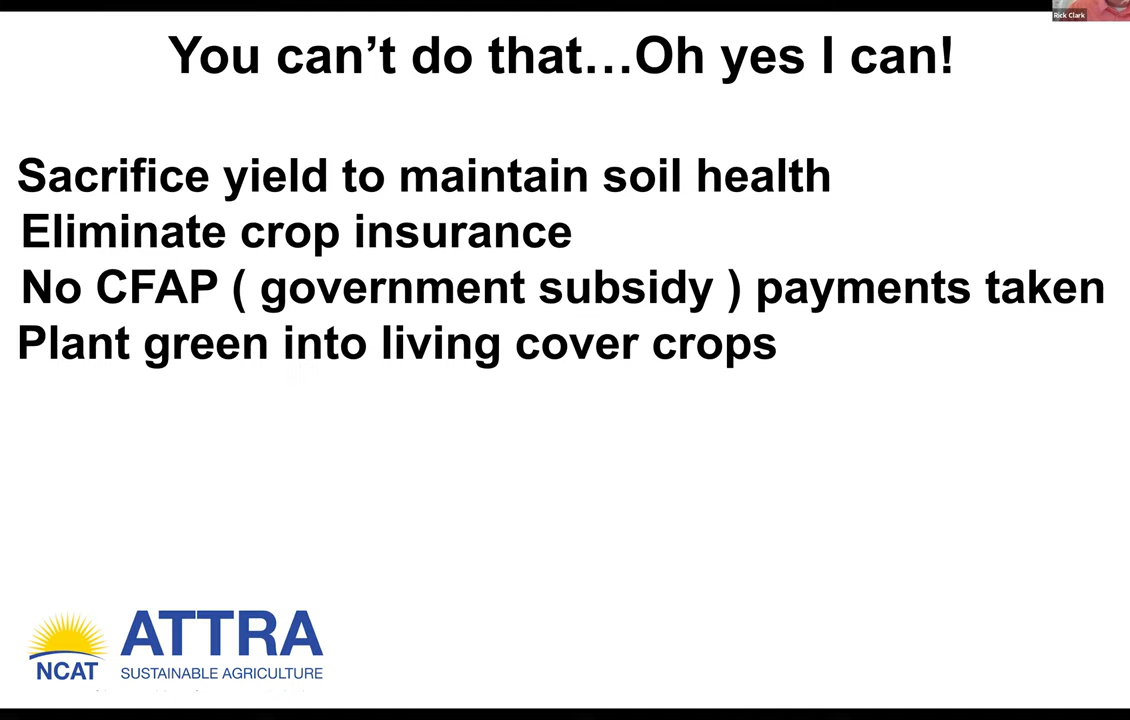 Rick Clark
You can’t do that…Oh yes I can!
Sacrifice yield to maintain soil health
Eliminate crop insurance
No CFAP ( government subsidy ) payments taken
Plant green into living cover crops
NCAT
ATTRA
SUSTAINABLE AGRICULTURE